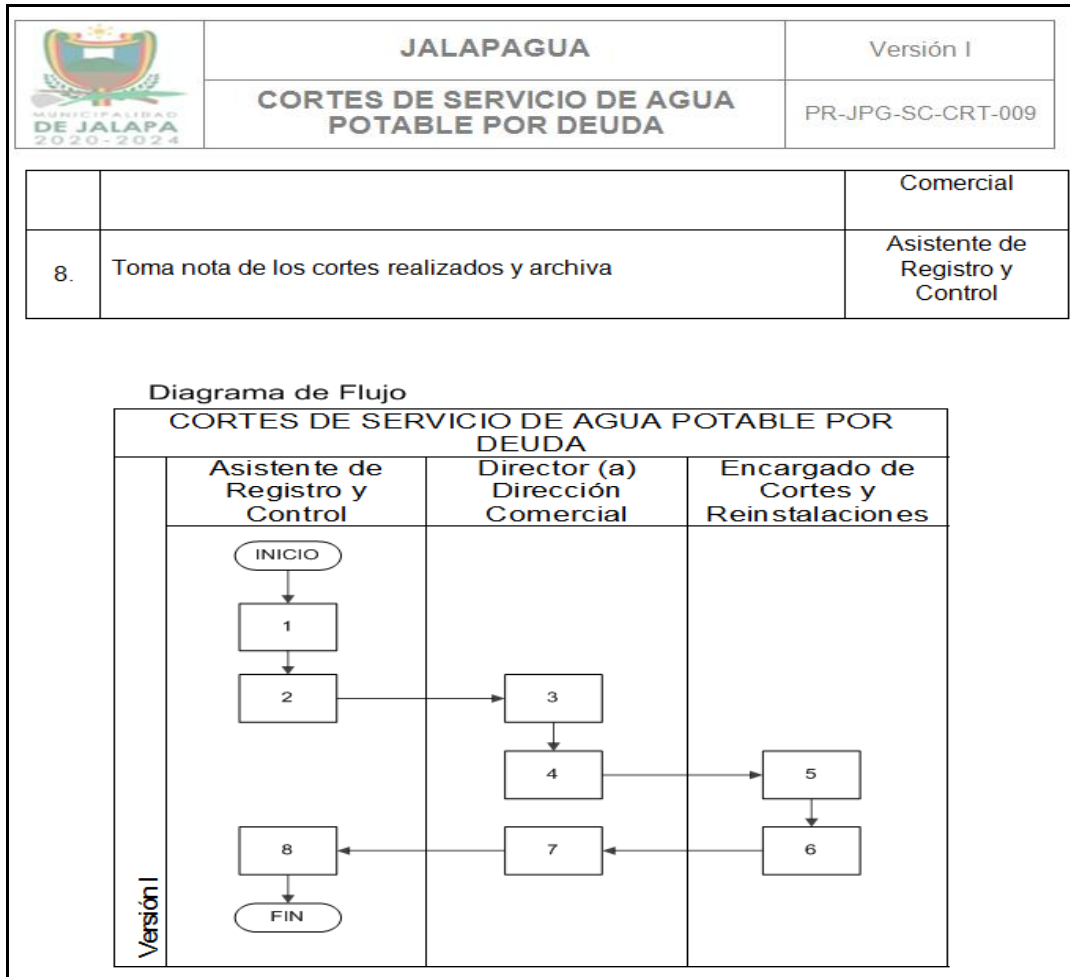 MUNICIPALIDAD
DE JALAPA
2020-2024
JALAPAGUA
Versión I
CORTES DE SERVICIO DE AGUA
POTABLE POR DEUDA
PR-JPG-SC-CRT-009
Comercial
8.
Toma nota de los cortes realizados y archiva
Asistente de
Registro y
Control
Diagrama de Flujo
CORTES DE SERVICIO DE AGUA POTABLE POR
DEUDA
Asistente de
Registro y
Control
Director (a)
Dirección
Comercial
Encargado de
Cortes y
Reinstalaciones
INICIO
1
2
3
4
5
8
7
6
FIN
Versión I